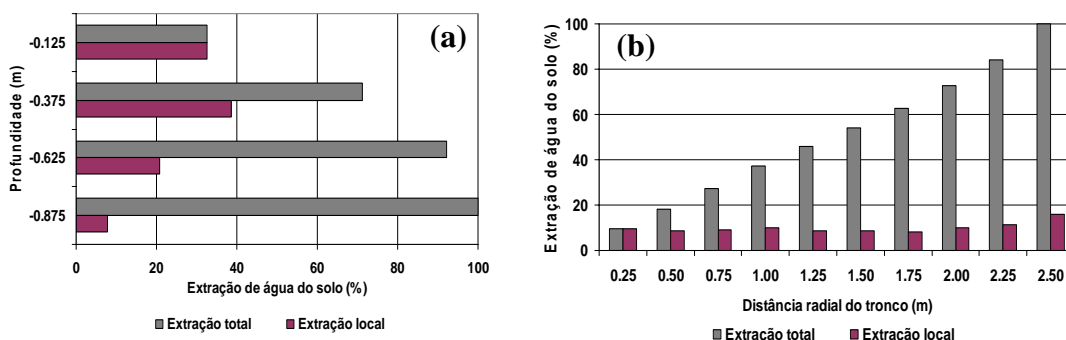 (a)
Profundidade (m)
-0.125
-0.375
-0.625
-0.875
0 20 40 60 80 100
Extração de água do solo (%)
Extração total Extração local
(b)
Extração de água do solo (%)
100
80
60
40
20
0
0.25 0.50 0.75 1.00 1.25 1.50 1.75 2.00 2.25 2.50
Distância radial do tronco (m)
Extração total Extração local